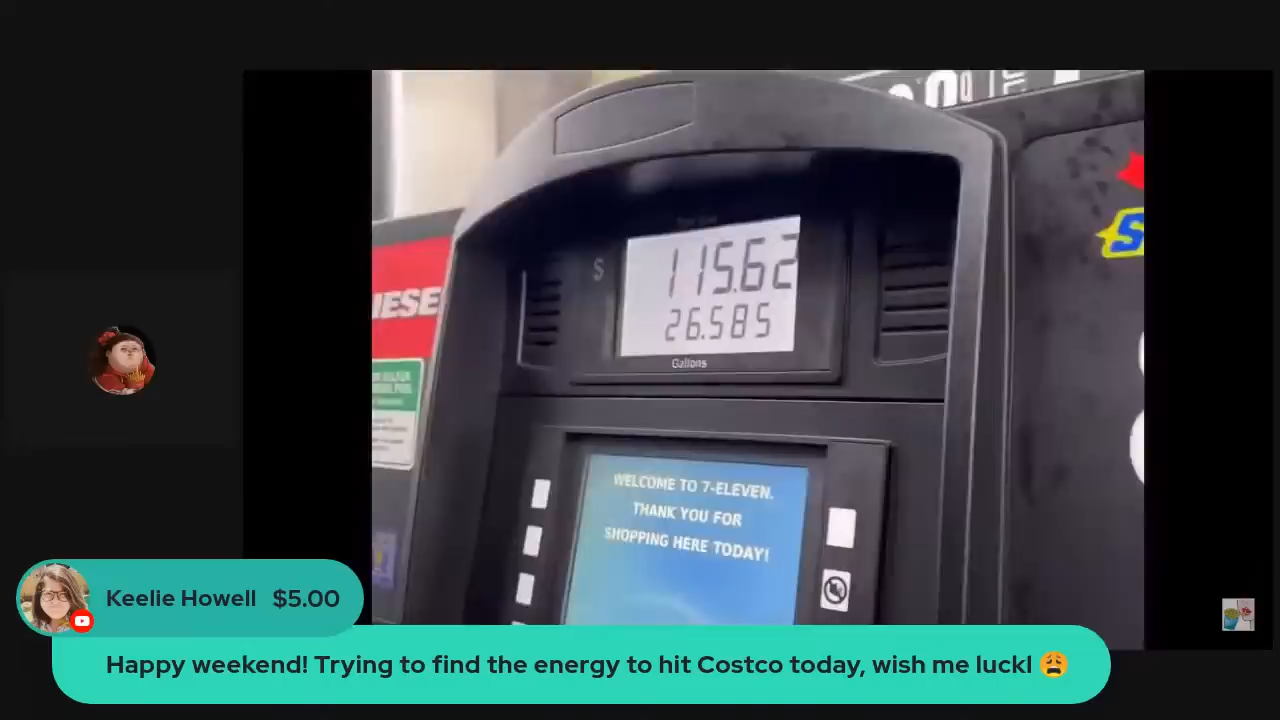 $ 115.62
26.585
Gallons
IESE
WELCOME TO 7-ELEVEN.
THANK YOU FOR
SHOPPING HERE TODAY!
Keelie Howell $5.00
Happy weekend! Trying to find the energy to hit Costco today, wish me luck! 😩